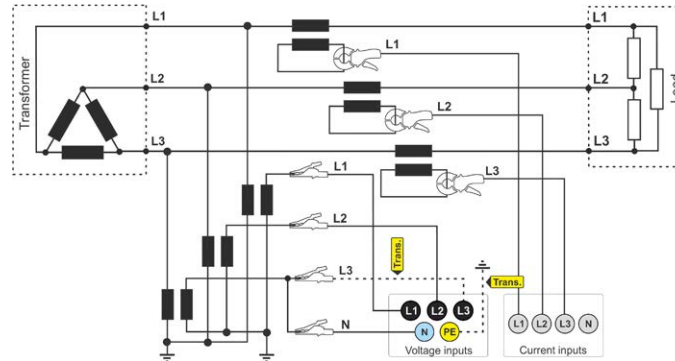 L1
L1
Transformer
L1
L2
L2
Load
L2
L3
L3
L3
L1
L2
L3
Trans.
Trans.
N
L1
L2
L3
N
PE
L1
L2
L3
N
Voltage inputs
Current inputs